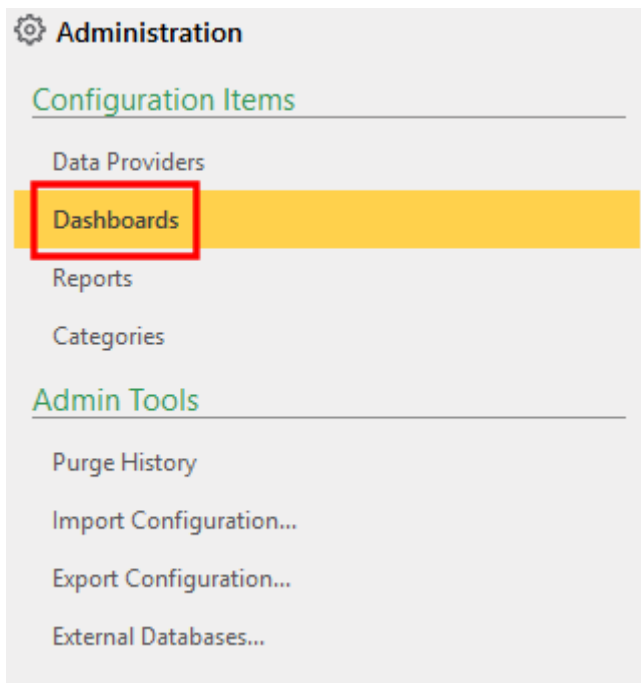 Administration
Configuration Items
Data Providers
Dashboards
Reports
Categories
Admin Tools
Purge History
Import Configuration...
Export Configuration...
External Databases...